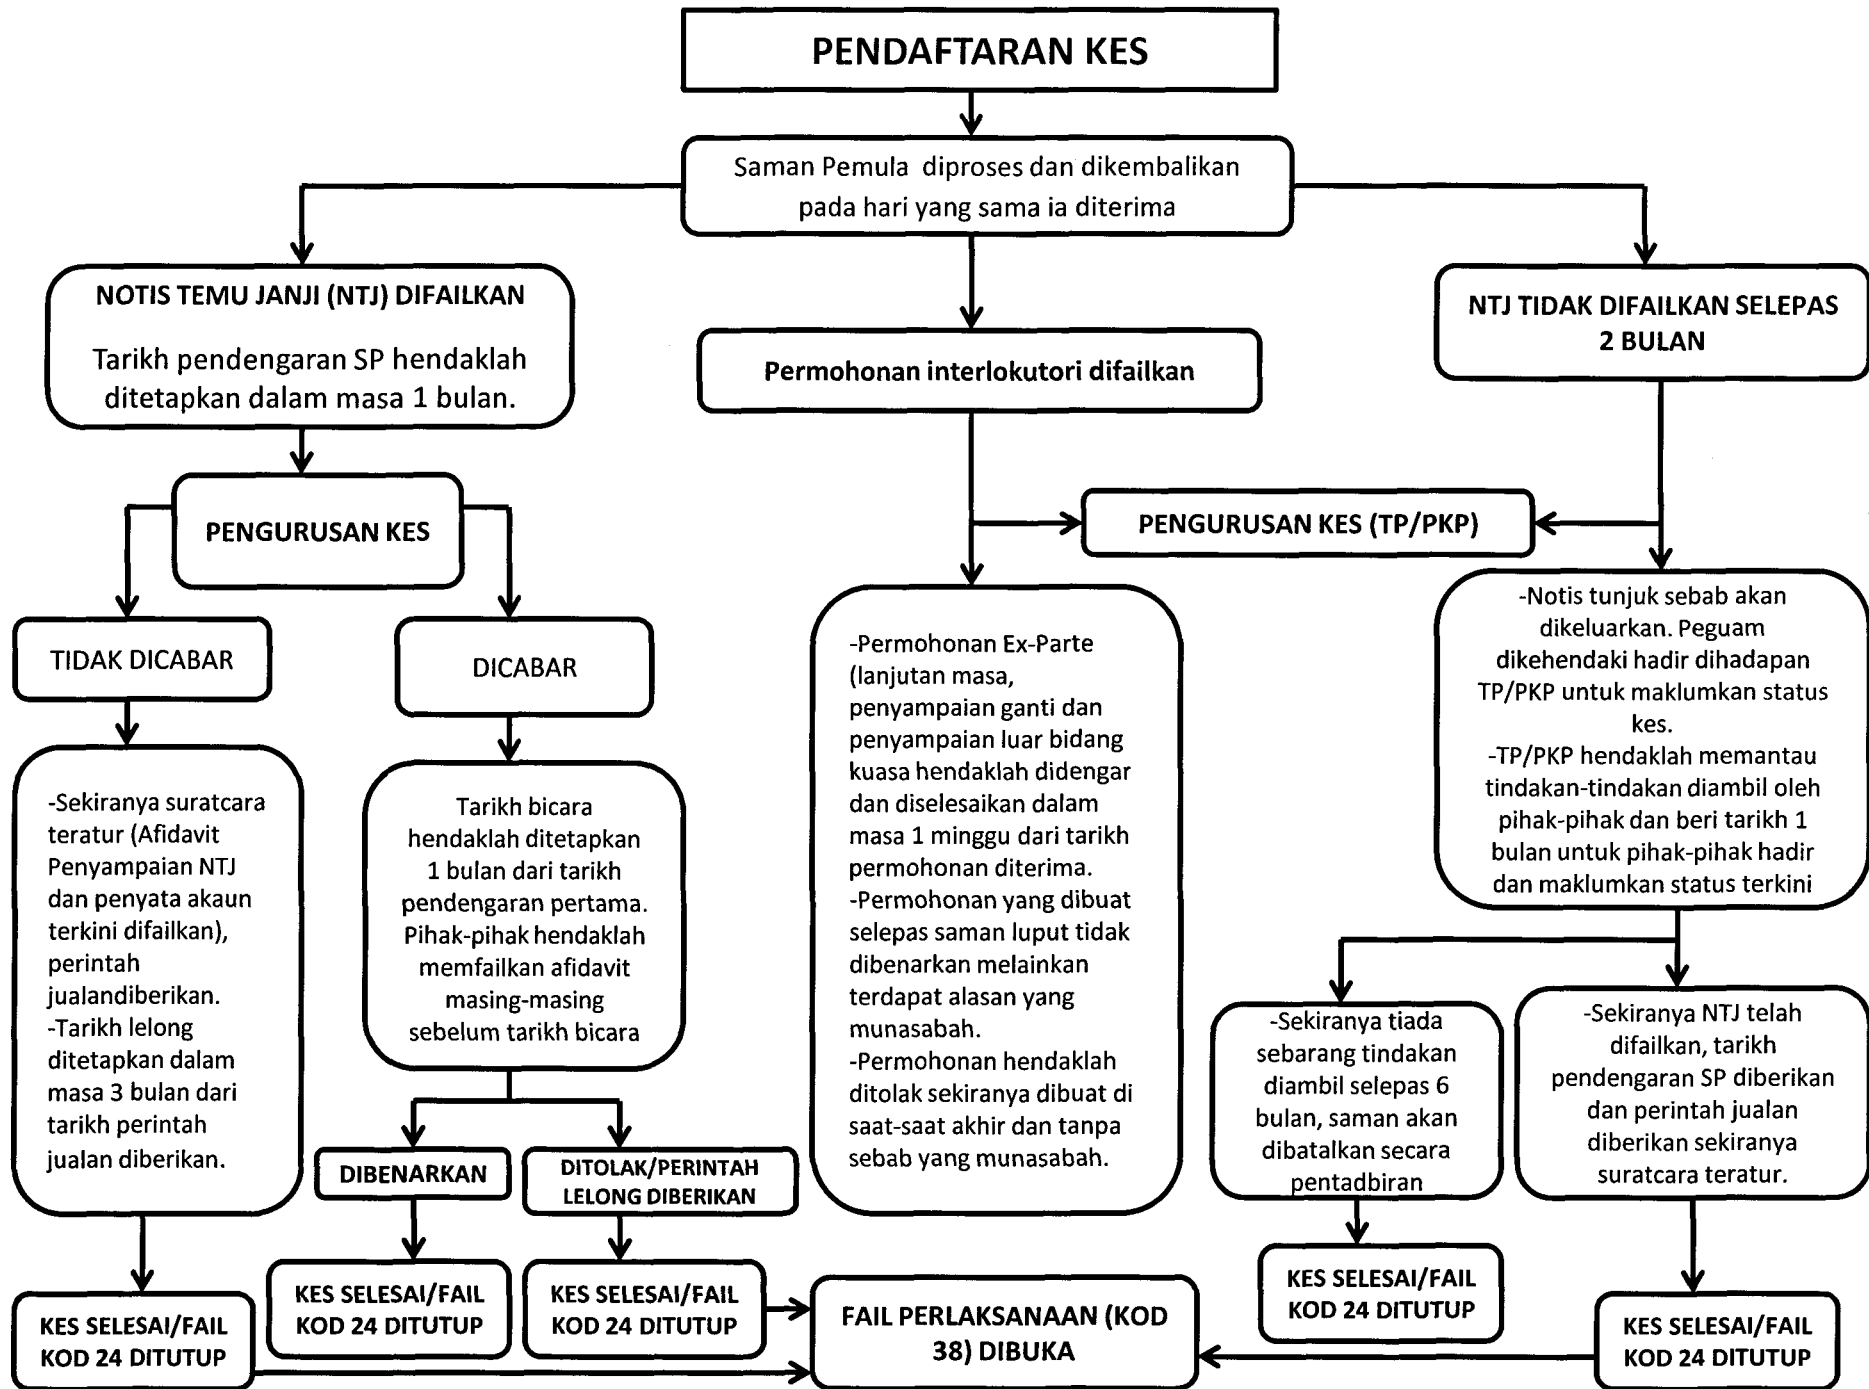 PENDAFTARAN KES
Saman Pemula diproses dan dikembalikan
pada hari yang sama ia diterima
NOTIS TEMU JANJI (NTJ) DIFAILKAN
Tarikh pendengaran SP hendaklah
ditetapkan dalam masa 1 bulan.
Permohonan interlokutori difailkan
NTJ TIDAK DIFAILKAN SELEPAS
2 BULAN
PENGURUSAN KES
PENGURUSAN KES (TP/PKP)
TIDAK DICABAR
DICABAR
-Sekiranya suratcara
teratur (Afidavit
Penyampaian NTJ
dan penyata akaun
terkini difailkan),
perintah
jualandiberikan.
-Tarikh lelong
ditetapkan dalam
masa 3 bulan dari
tarikh perintah
jualan diberikan.
Tarikh bicara
hendaklah ditetapkan
1 bulan dari tarikh
pendengaran pertama.
Pihak-pihak hendaklah
memfailkan afidavit
masing-masing
sebelum tarikh bicara
-Permohonan Ex-Parte
(lanjutan masa,
penyampaian ganti dan
penyampaian luar bidang
kuasa hendaklah didengar
dan diselesaikan dalam
masa 1 minggu dari tarikh
permohonan diterima.
-Permohonan yang dibuat
selepas saman luput tidak
dibenarkan melainkan
terdapat alasan yang
munasabah.
-Permohonan hendaklah
ditolak sekiranya dibuat di
saat-saat akhir dan tanpa
sebab yang munasabah.
-Notis tunjuk sebab akan
dikeluarkan. Peguam
dikehendaki hadir dihadapan
TP/PKP untuk maklumkan status
kes.
-TP/PKP hendaklah memantau
tindakan-tindakan diambil oleh
pihak-pihak dan beri tarikh 1
bulan untuk pihak-pihak hadir
dan maklumkan status terkini
-Sekiranya tiada
sebarang tindakan
diambil selepas 6
bulan, saman akan
dibatalkan secara
pentadbiran
-Sekiranya NTJ telah
difailkan, tarikh
pendengaran SP diberikan
dan perintah jualan
diberikan sekiranya
suratcara teratur.
DIBENARKAN
DITOLAK/PERINTAH
LELONG DIBERIKAN
KES SELESAI/FAIL
KOD 24 DITUTUP
KES SELESAI/FAIL
KOD 24 DITUTUP
KES SELESAI/FAIL
KOD 24 DITUTUP
FAIL PERLAKSANAAN (KOD
38) DIBUKA
KES SELESAI/FAIL
KOD 24 DITUTUP
KES SELESAI/FAIL
KOD 24 DITUTUP